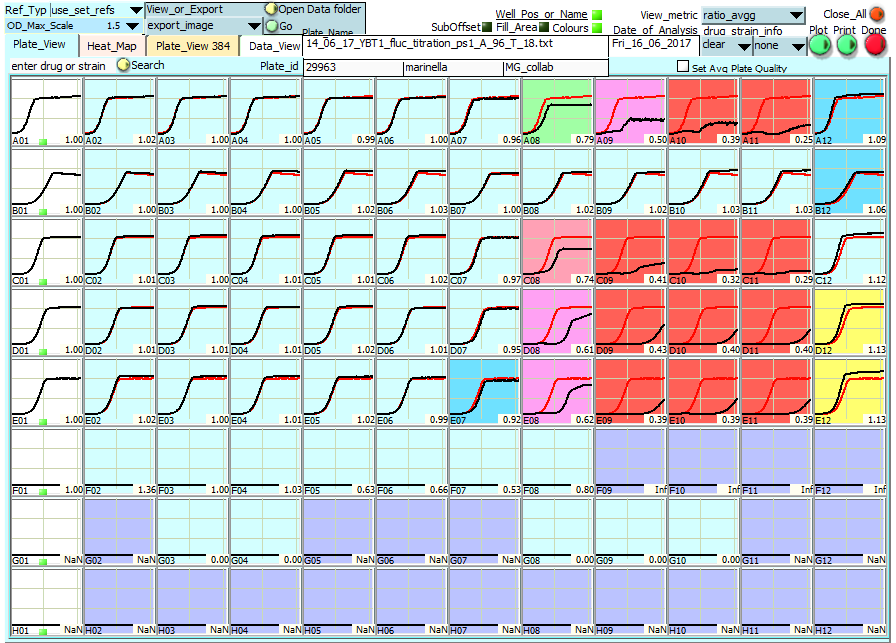 Ref_Typ use_set_refs View_or_Export Open Data folder
OD_Max_Scale 1.5 export_image Go
Plate_Name
SubOffset Well_Pos_or_Name Fill_Area Colours
View_metric ratio_avgg Close_All
Date_of_Analysis drug_strain_info Plot Print Done
Plate_View Heat_Map Plate_View 384 Data_View 14_06_17_YBT1_fluc_titration_ps1_A_96_T_18.txt Fri_16_06_2017 clear none
enter drug or strain Search Plate_id 29963 marinella MG_collab Set Avg Plate Quality
A01 1.00 A02 1.02 A03 1.00 A04 1.00 A05 0.99 A06 1.00 A07 0.96 A08 0.79 A09 0.50 A10 0.39 A11 0.25 A12 1.09
B01 1.00 B02 1.00 B03 1.00 B04 1.00 B05 1.02 B06 1.03 B07 1.00 B08 1.02 B09 1.02 B10 1.03 B11 1.03 B12 1.06
C01 1.00 C02 1.01 C03 1.01 C04 1.01 C05 1.01 C06 1.02 C07 0.97 C08 0.74 C09 0.41 C10 0.32 C11 0.29 C12 1.12
D01 1.00 D02 1.01 D03 1.01 D04 1.01 D05 1.02 D06 1.01 D07 0.95 D08 0.61 D09 0.43 D10 0.40 D11 0.40 D12 1.13
E01 1.00 E02 1.02 E03 1.00 E04 1.01 E05 1.01 E06 0.99 E07 0.92 E08 0.62 E09 0.39 E10 0.39 E11 0.39 E12 1.13
F01 1.00 F02 1.36 F03 1.00 F04 1.03 F05 0.63 F06 0.66 F07 0.53 F08 0.80 F09 Inf F10 Inf F11 Inf F12 Inf
G01 NaN G02 NaN G03 0.00 G04 0.00 G05 NaN G06 NaN G07 NaN G08 0.00 G09 0.00 G10 0.00 G11 NaN G12 NaN
H01 NaN H02 NaN H03 NaN H04 NaN H05 NaN H06 NaN H07 NaN H08 NaN H09 NaN H10 NaN H11 NaN H12 NaN